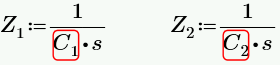 Z₁ := 1 / (C₁ · s)    Z₂ := 1 / (C₂ · s)